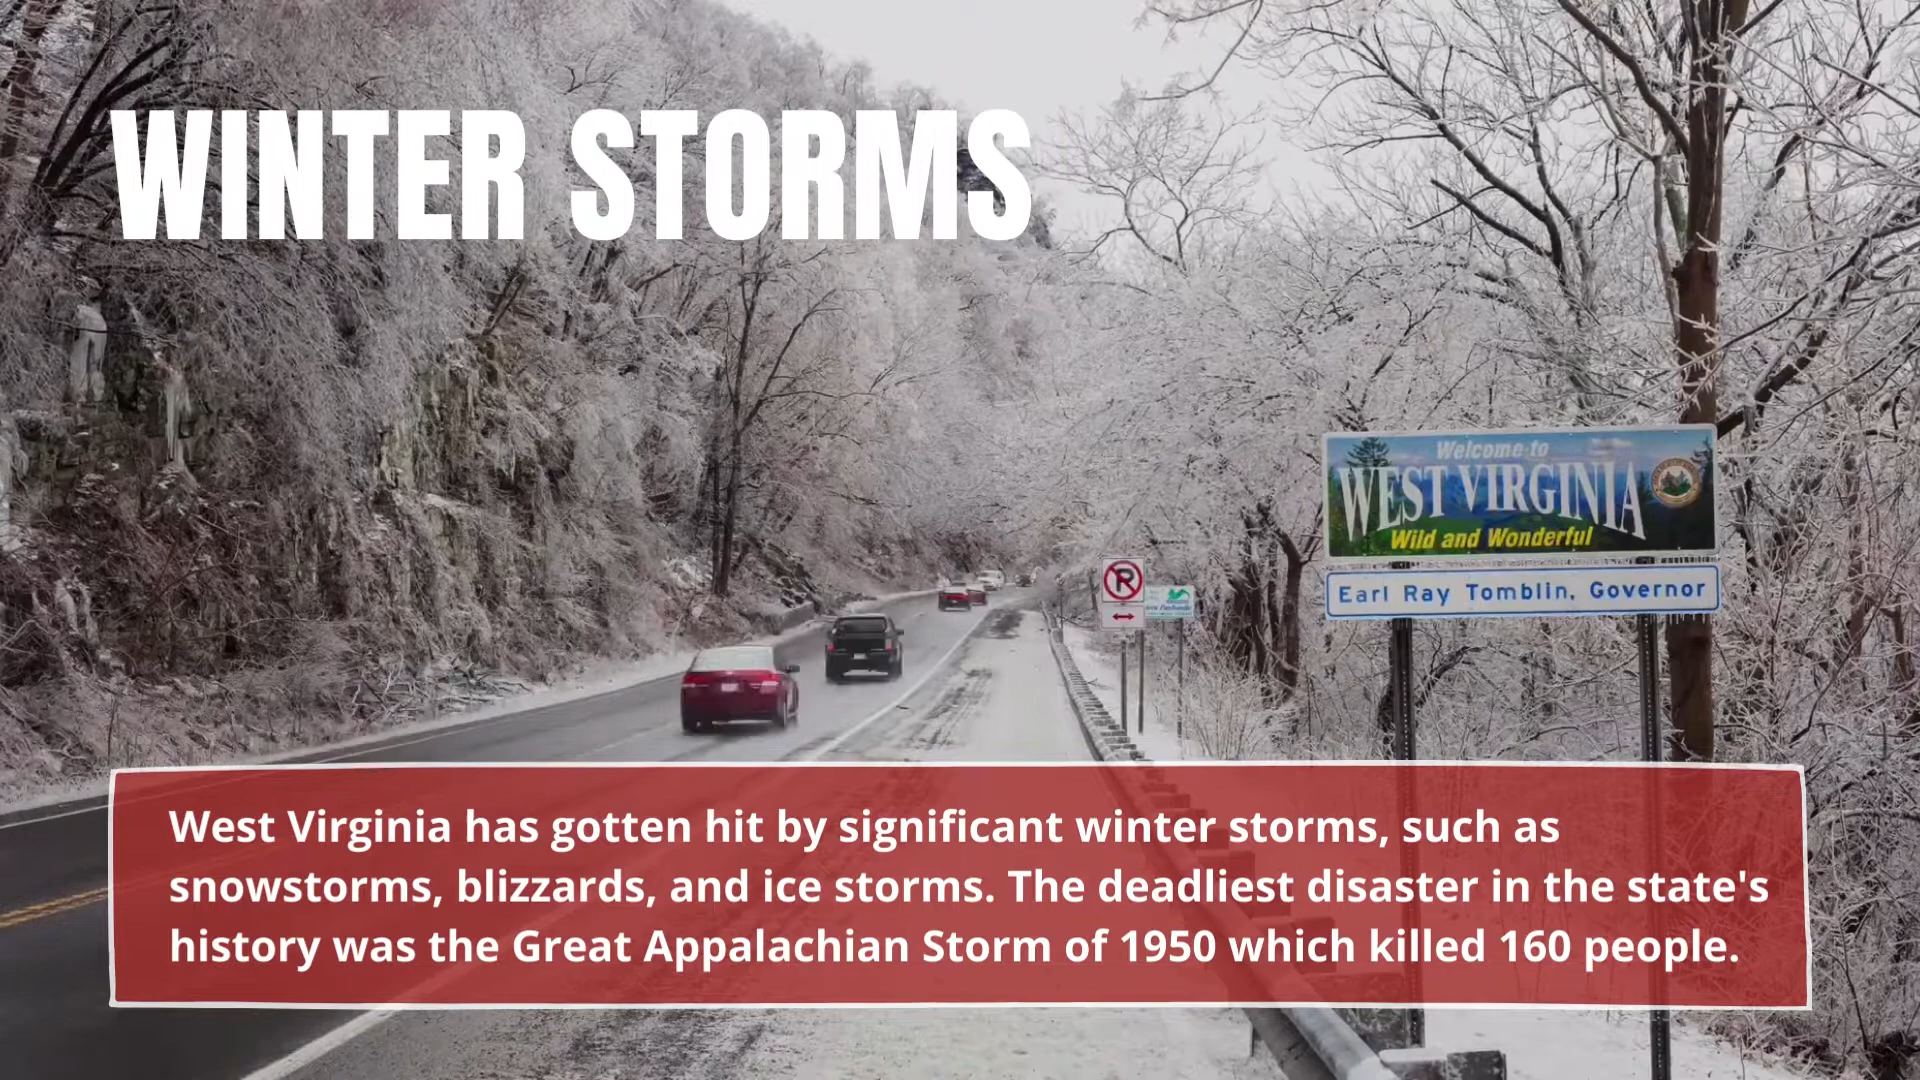 WINTER STORMS
Welcome to
WEST VIRGINIA
Wild and Wonderful
Earl Ray Tomblin, Governor
P
West Virginia has gotten hit by significant winter storms, such as
snowstorms, blizzards, and ice storms. The deadliest disaster in the state's
history was the Great Appalachian Storm of 1950 which killed 160 people.